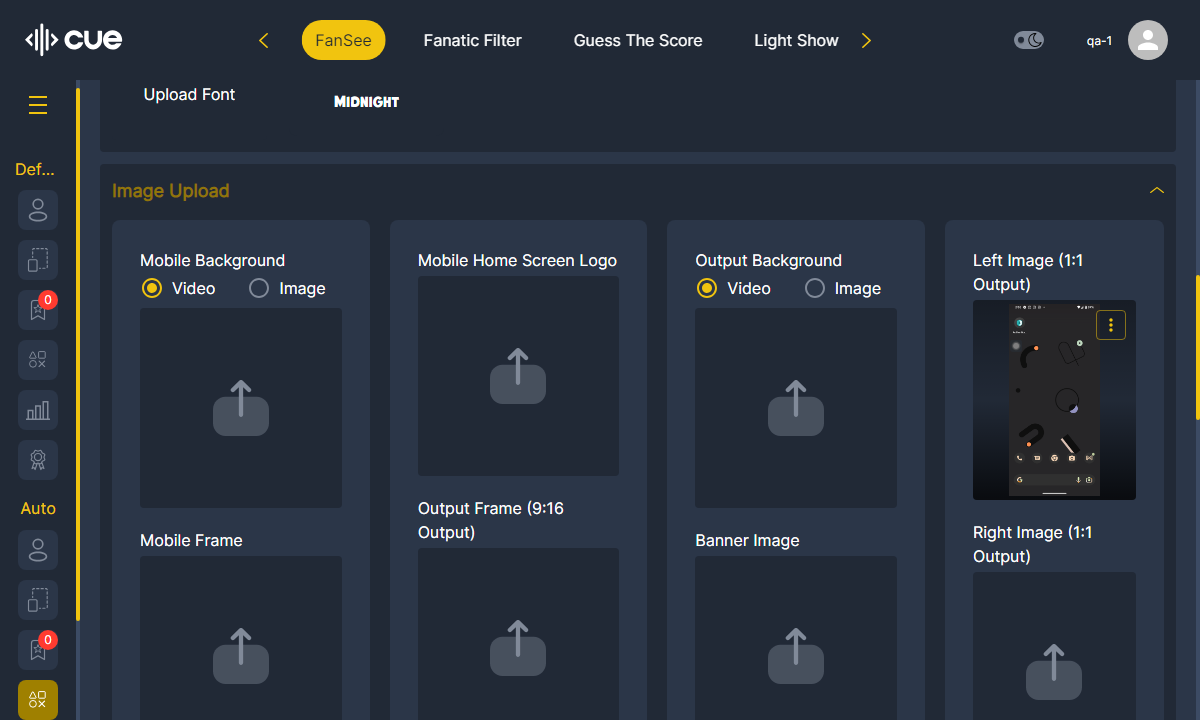 cue
FanSee
Fanatic Filter
Guess The Score
Light Show
qa-1
Upload Font
MIDNIGHT
Def...
0
Auto
0
Image Upload
Mobile Background
Video
Image
Mobile Frame
Mobile Home Screen Logo
Output Frame (9:16
Output)
Output Background
Video
Image
Banner Image
Left Image (1:1
Output)
Right Image (1:1
Output)